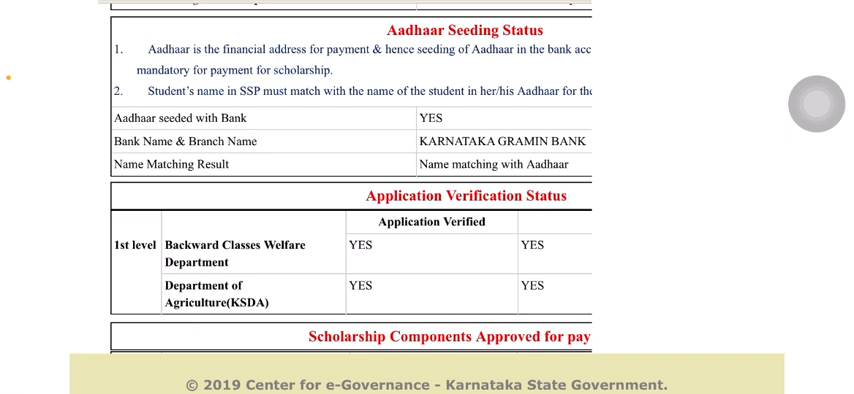 Aadhaar Seeding Status
1. Aadhaar is the financial address for payment & hence seeding of Aadhaar in the bank acc
mandatory for payment for scholarship.
2. Student's name in SSP must match with the name of the student in her/his Aadhaar for the
Aadhaar seeded with Bank YES
Bank Name & Branch Name KARNATAKA GRAMIN BANK
Name Matching Result Name matching with Aadhaar
Application Verification Status
Application Verified
1st level Backward Classes Welfare YES YES
Department
Department of YES YES
Agriculture(KSDA)
Scholarship Components Approved for pay
© 2019 Center for e-Governance - Karnataka State Government.